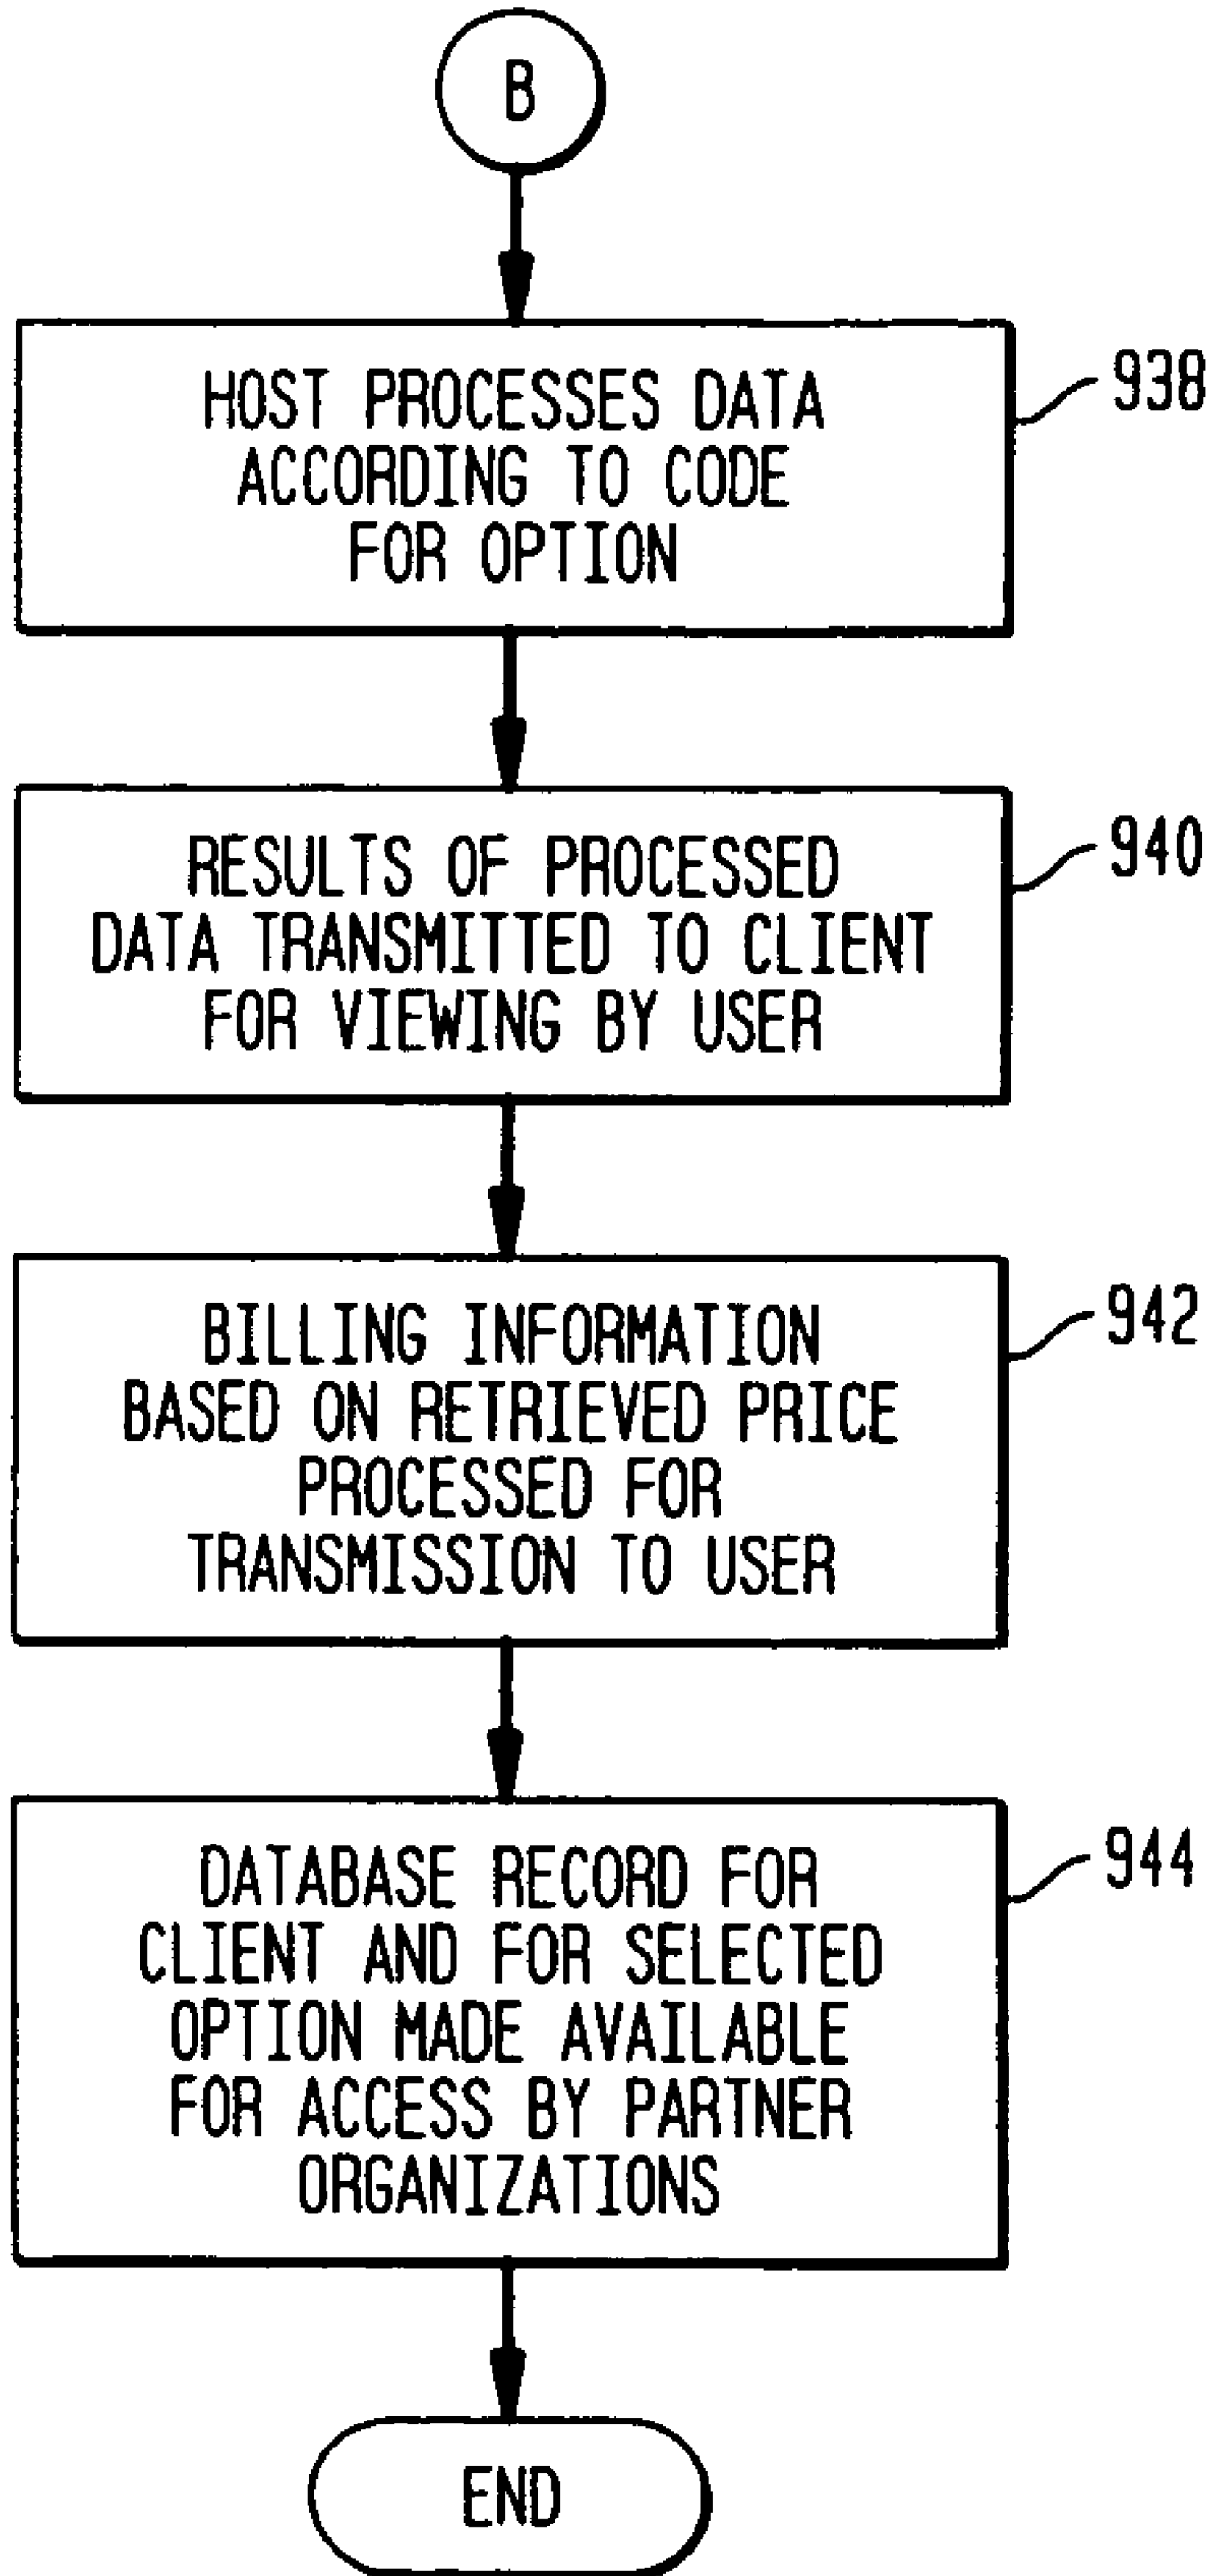 B
HOST PROCESSES DATA
ACCORDING TO CODE
FOR OPTION
938
RESULTS OF PROCESSED
DATA TRANSMITTED TO CLIENT
FOR VIEWING BY USER
940
BILLING INFORMATION
BASED ON RETRIEVED PRICE
PROCESSED FOR
TRANSMISSION TO USER
942
DATABASE RECORD FOR
CLIENT AND FOR SELECTED
OPTION MADE AVAILABLE
FOR ACCESS BY PARTNER
ORGANIZATIONS
944
END